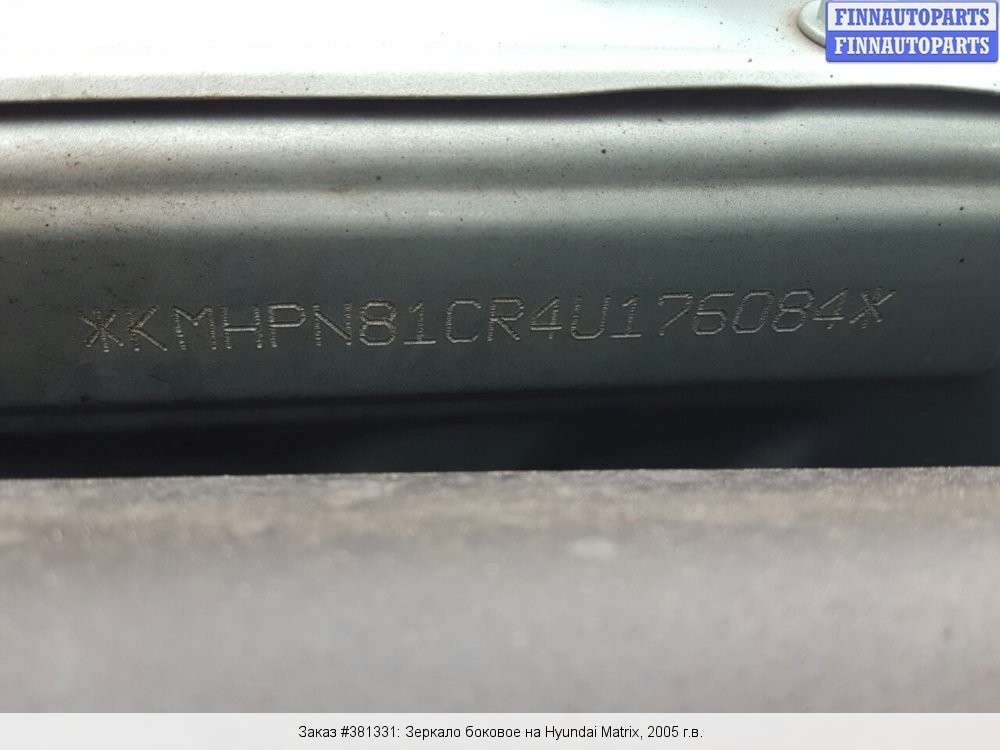 FINNAUTOPARTS
FINNAUTOPARTS
*KMHPN81CR4U176084*
Заказ #381331: Зеркало боковое на Hyundai Matrix, 2005 г.в.